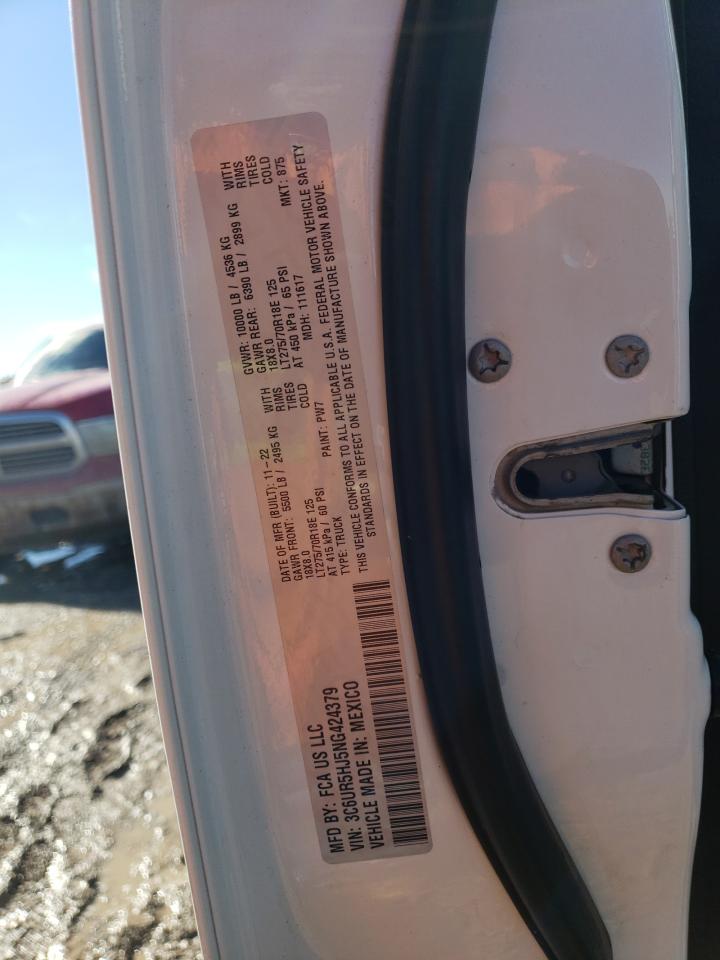 MFD BY: FCA US LLC
VIN: 3C6UR5HJ5NG424379
VEHICLE MADE IN: MEXICO
DATE OF MFR (BUILT): 11-22
GAWR FRONT: 5500 LB / 2495 KG WITH
18X8.0 RIMS
LT275/70R18E 125 TIRES
AT 415 kPa / 60 PSI COLD
TYPE: TRUCK PAINT: PW7
GVWR: 10000 LB / 4536 KG
GAWR REAR: 6390 LB / 2899 KG WITH
18X8.0 RIMS
LT275/70R18E 125 TIRES
AT 450 kPa / 65 PSI COLD
MDH: 111617 MKT: 875
THIS VEHICLE CONFORMS TO ALL APPLICABLE U.S.A. FEDERAL MOTOR VEHICLE SAFETY
STANDARDS IN EFFECT ON THE DATE OF MANUFACTURE SHOWN ABOVE.